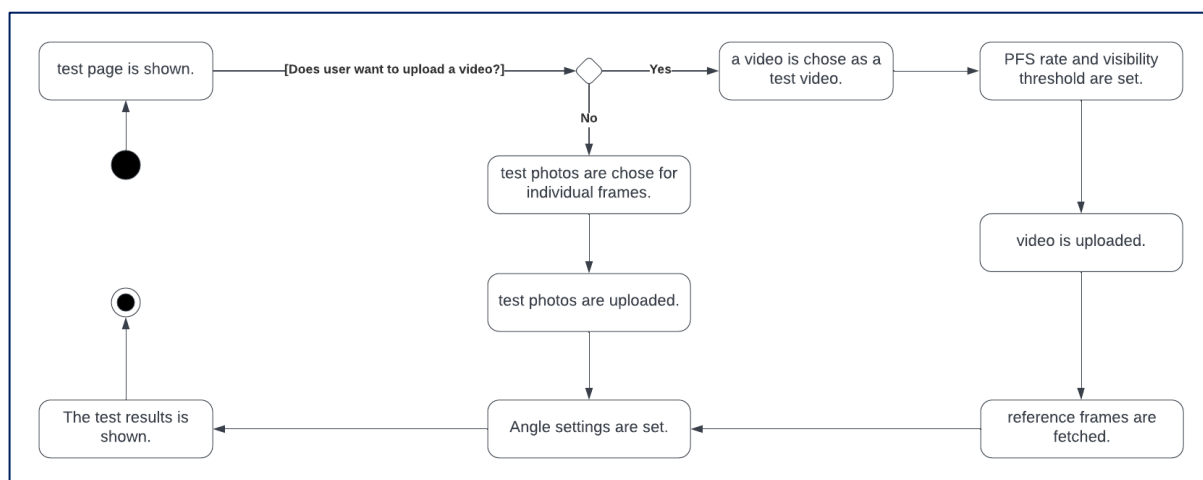 test page is shown.
[Does user want to upload a video?]
Yes
a video is chose as a
test video.
PFS rate and visibility
threshold are set.
No
test photos are chose for
individual frames.
video is uploaded.
test photos are uploaded.
The test results is
shown.
Angle settings are set.
reference frames are
fetched.